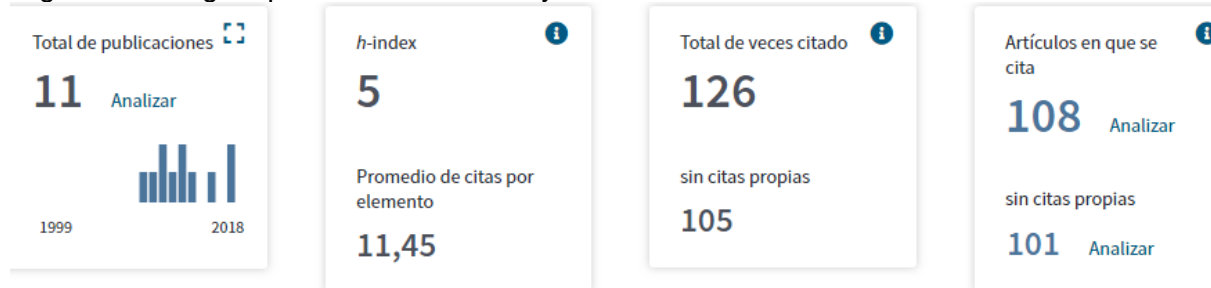 Total de publicaciones
11 Analizar
1999 2018
h-index
5
Promedio de citas por
elemento
11,45
Total de veces citado
126
sin citas propias
105
Artículos en que se
cita
108 Analizar
sin citas propias
101 Analizar